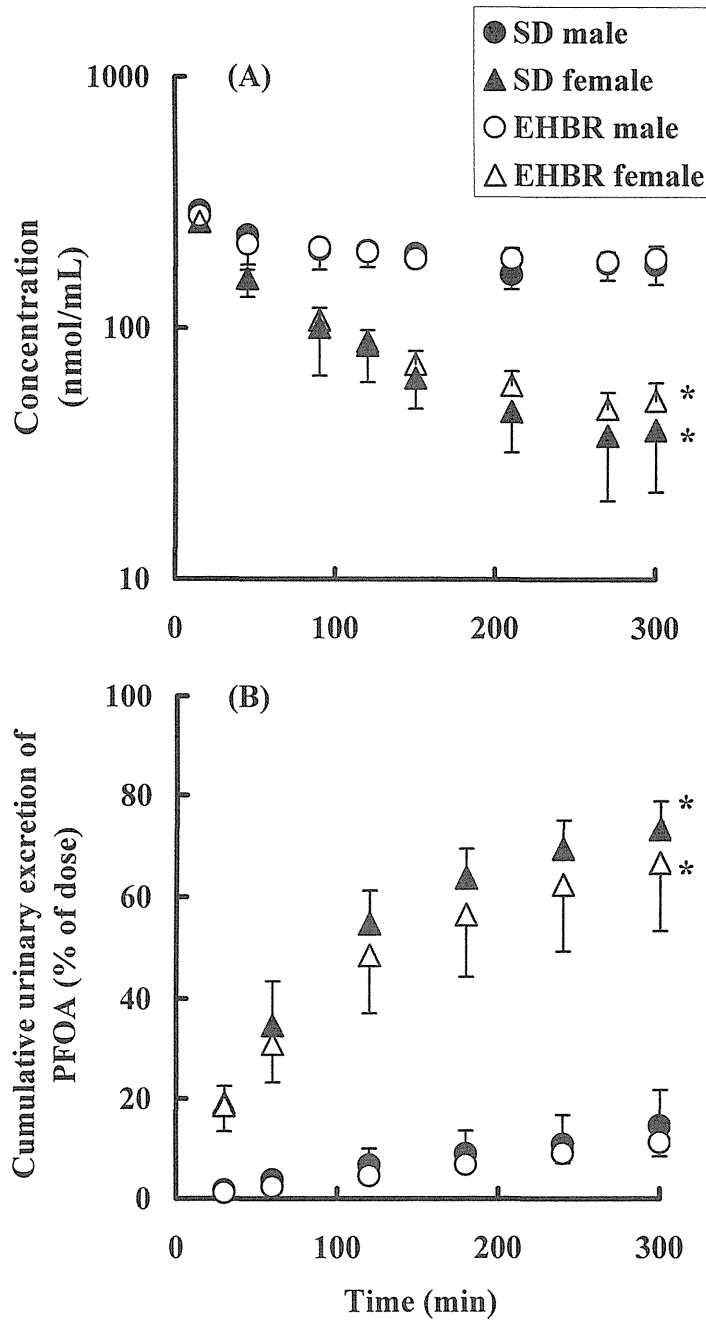 SD male
SD female
EHBR male
EHBR female
(A)
1000
100
10
Concentration
(nmol/mL)
0
100
200
300
*
*
(B)
100
80
60
40
20
0
Cumulative urinary excretion of
PFOA (% of dose)
*
*
0
100
200
300
Time (min)